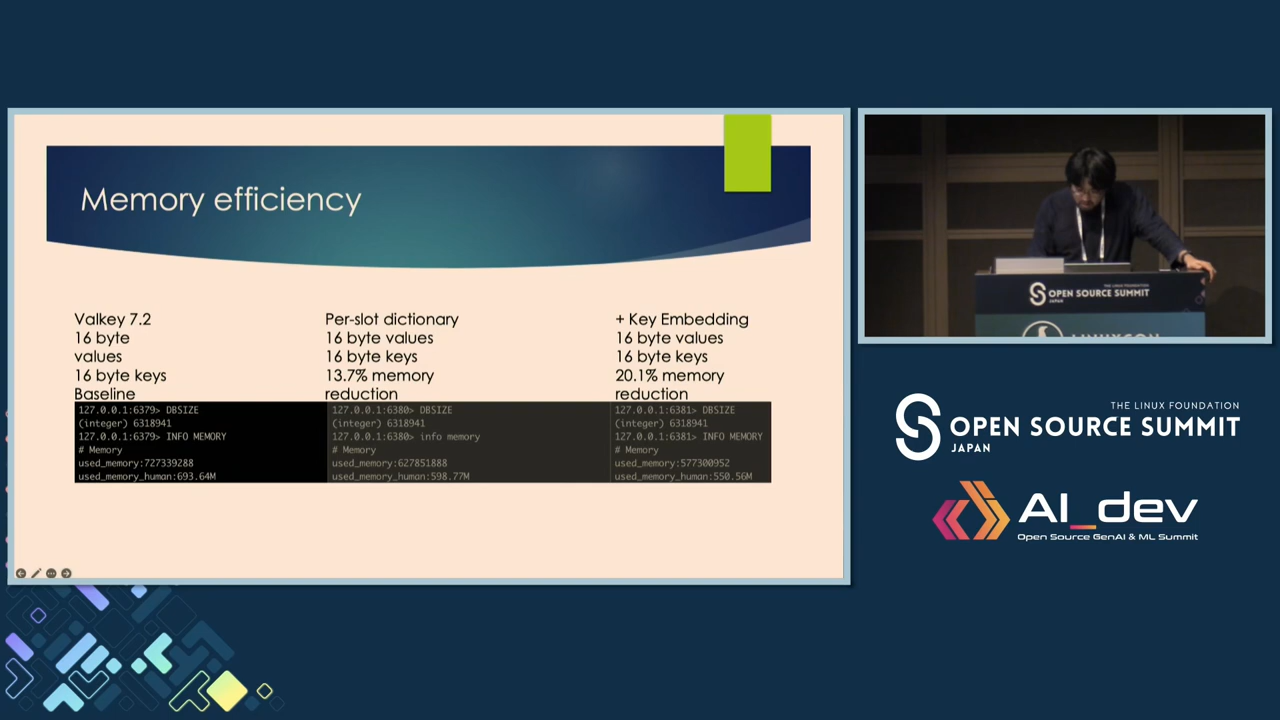 Memory efficiency
Valkey 7.2
16 byte
values
16 byte keys
Baseline
Per-slot dictionary
16 byte values
16 byte keys
13.7% memory
reduction
+ Key Embedding
16 byte values
16 byte keys
20.1% memory
reduction
127.0.0.1:6379> DBSIZE
(integer) 6318941
127.0.0.1:6379> INFO MEMORY
# Memory
used_memory:727339288
used_memory_human:693.64M
127.0.0.1:6380> DBSIZE
(integer) 6318941
127.0.0.1:6380> info memory
# Memory
used_memory:627851888
used_memory_human:598.77M
127.0.0.1:6381> DBSIZE
(integer) 6318941
127.0.0.1:6381> INFO MEMORY
# Memory
used_memory:577300952
used_memory_human:550.56M
THE LINUX FOUNDATION
OPEN SOURCE SUMMIT
JAPAN
LINUXCON
THE LINUX FOUNDATION
OPEN SOURCE SUMMIT
JAPAN
AI_dev
Open Source GenAI & ML Summit